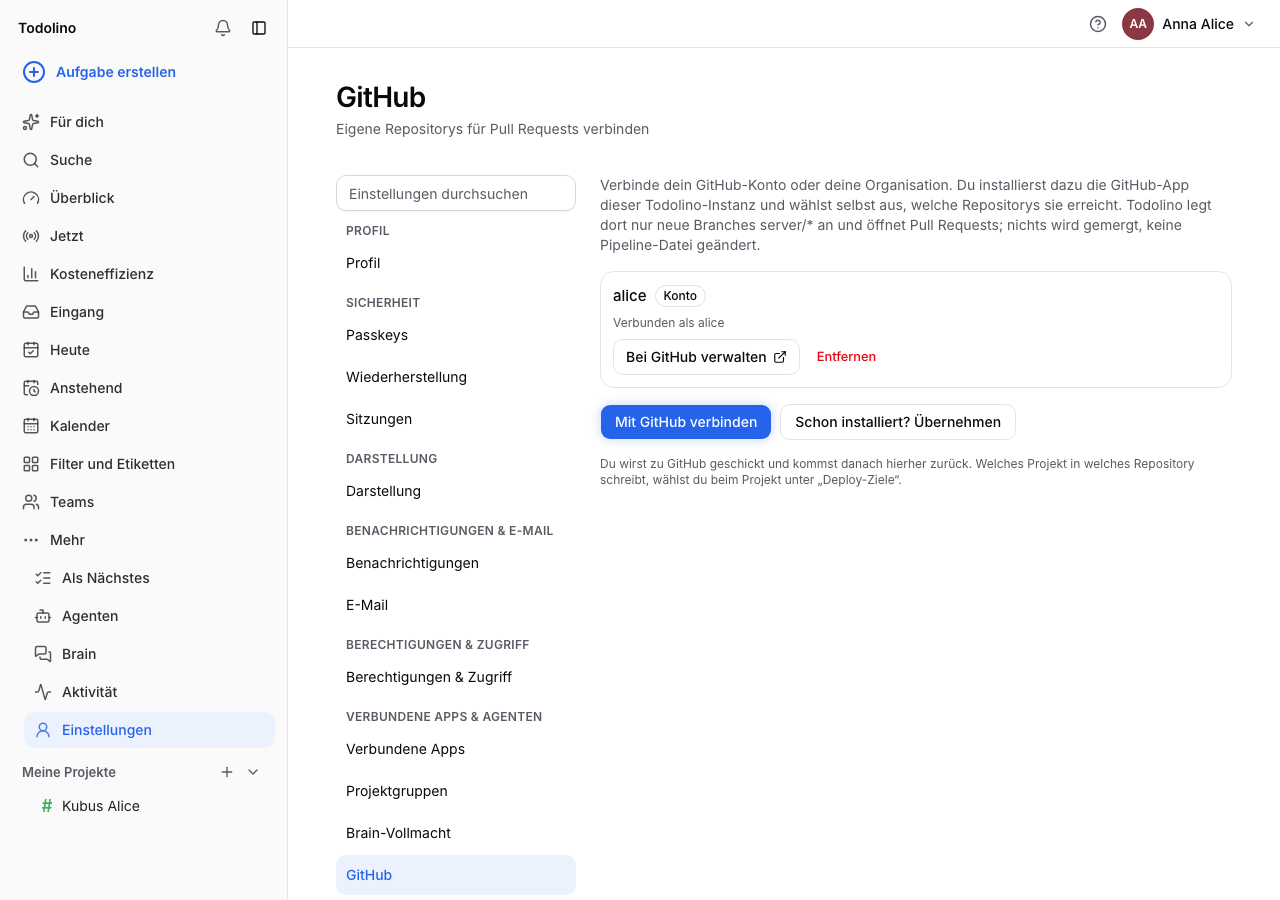 Todolino
Aufgabe erstellen
Für dich
Suche
Überblick
Jetzt
Kosteneffizienz
Eingang
Heute
Anstehend
Kalender
Filter und Etiketten
Teams
Mehr
Als Nächstes
Agenten
Brain
Aktivität
Einstellungen
Meine Projekte
# Kubus Alice
AA Anna Alice
GitHub
Eigene Repositorys für Pull Requests verbinden
Einstellungen durchsuchen
PROFIL
Profil
SICHERHEIT
Passkeys
Wiederherstellung
Sitzungen
DARSTELLUNG
Darstellung
BENACHRICHTIGUNGEN & E-MAIL
Benachrichtigungen
E-Mail
BERECHTIGUNGEN & ZUGRIFF
Berechtigungen & Zugriff
VERBUNDENE APPS & AGENTEN
Verbundene Apps
Projektgruppen
Brain-Vollmacht
GitHub
Verbinde dein GitHub-Konto oder deine Organisation. Du installierst dazu die GitHub-App
dieser Todolino-Instanz und wählst selbst aus, welche Repositorys sie erreicht. Todolino legt
dort nur neue Branches server/* an und öffnet Pull Requests; nichts wird gemergt, keine
Pipeline-Datei geändert.
alice Konto
Verbunden als alice
Bei GitHub verwalten Entfernen
Mit GitHub verbinden Schon installiert? Übernehmen
Du wirst zu GitHub geschickt und kommst danach hierher zurück. Welches Projekt in welches Repository
schreibt, wählst du beim Projekt unter „Deploy-Ziele“.